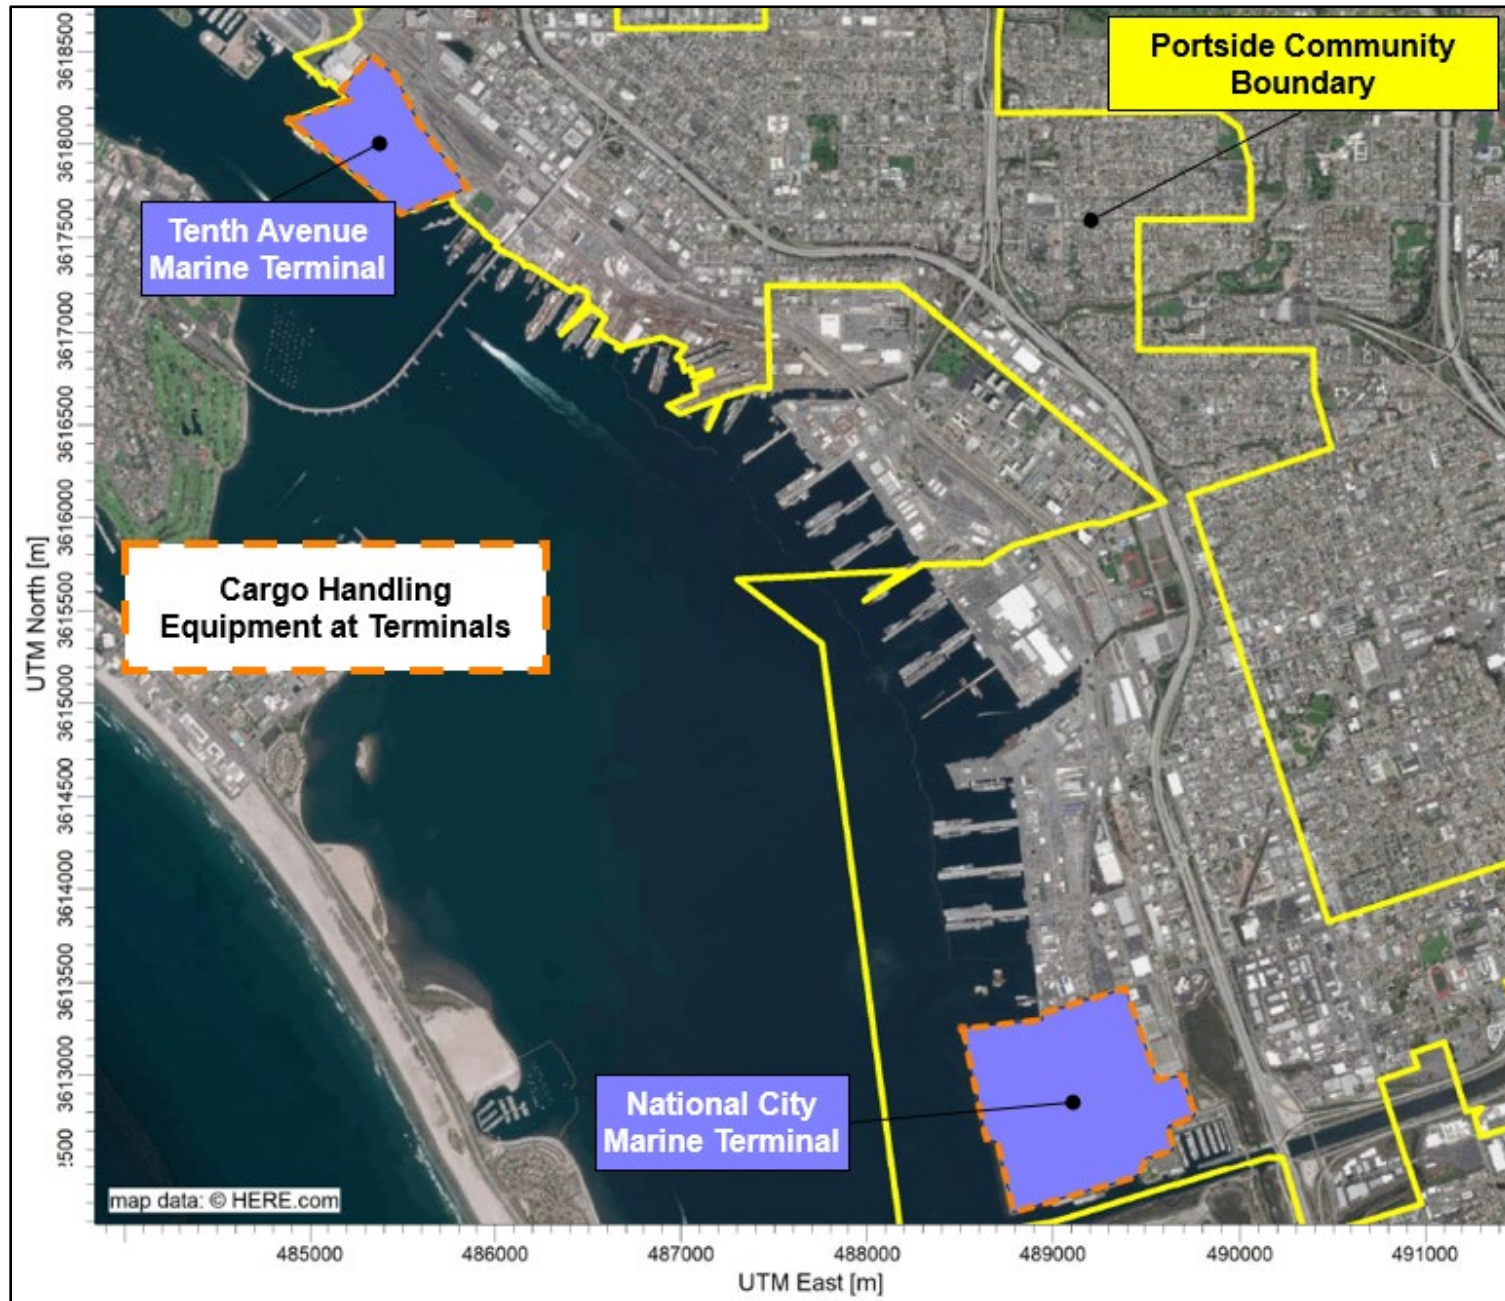 Portside Community
Boundary
Tenth Avenue
Marine Terminal
Cargo Handling
Equipment at Terminals
National City
Marine Terminal
map data: © HERE.com
UTM North [m]
3618500
3618000
3617500
3617000
3616500
3616000
3615500
3615000
3614500
3614000
3613500
3613000
485000
486000
487000
488000
489000
490000
491000
UTM East [m]